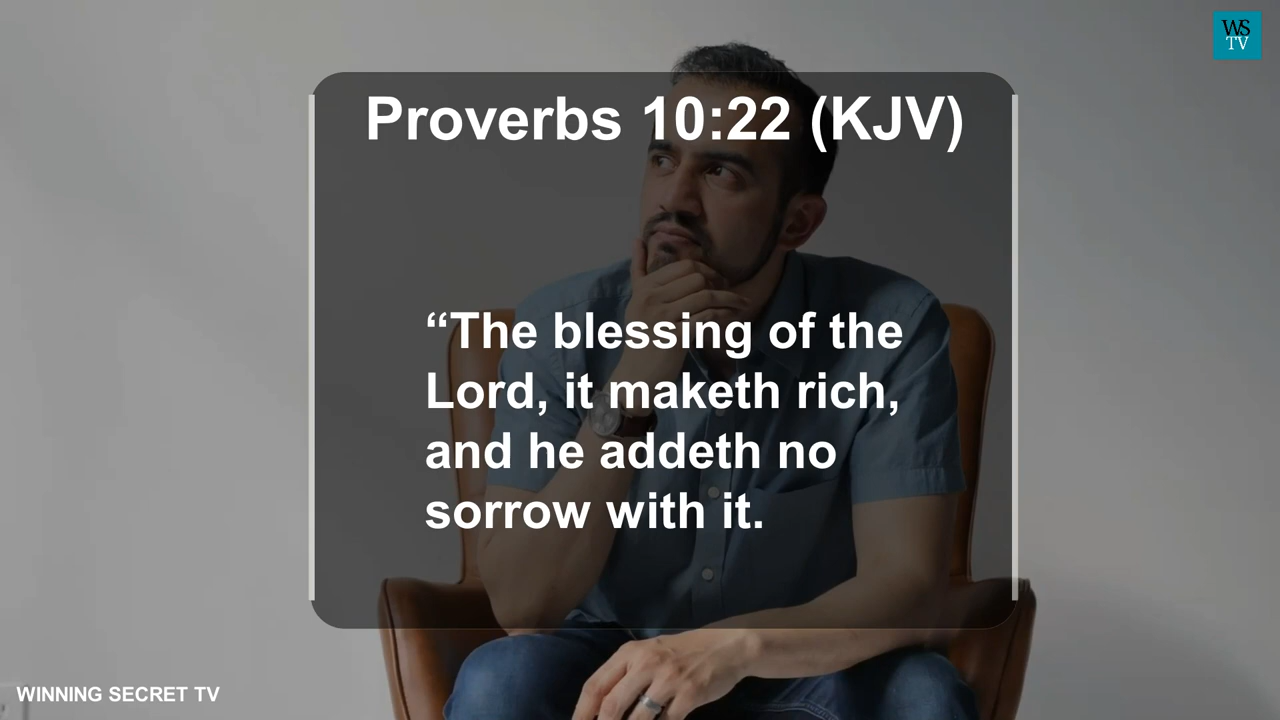 WS
TV
Proverbs 10:22 (KJV)
“The blessing of the
Lord, it maketh rich,
and he addeth no
sorrow with it.
WINNING SECRET TV